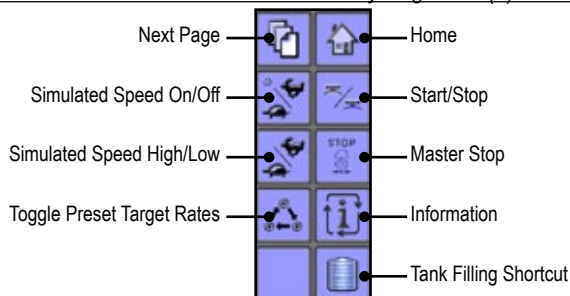 Next Page
Home
Simulated Speed On/Off
Start/Stop
Simulated Speed High/Low
STOP
Master Stop
Toggle Preset Target Rates
i
Information
Tank Filling Shortcut